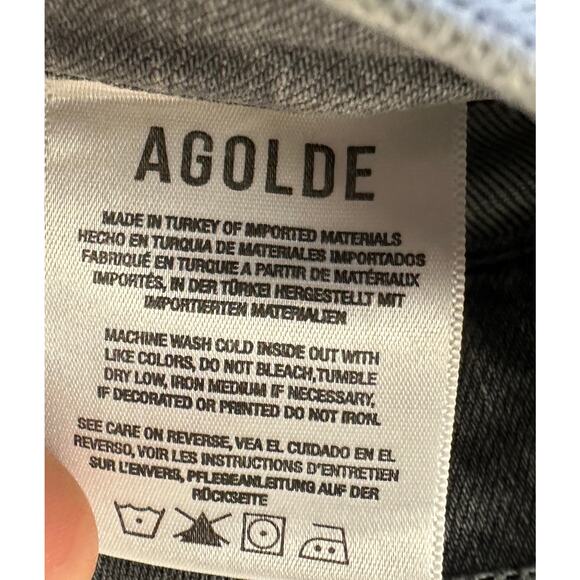 AGOLDE
MADE IN TURKEY OF IMPORTED MATERIALS
HECHO EN TURQUIA DE MATERIALES IMPORTADOS
FABRIQUÉ EN TURQUIE A PARTIR DE MATÉRIAUX
IMPORTÉS, IN DER TÜRKEI HERGESTELLT MIT
IMPORTIERTEN MATERIALIEN
MACHINE WASH COLD INSIDE OUT WITH
LIKE COLORS, DO NOT BLEACH, TUMBLE
DRY LOW, IRON MEDIUM IF NECESSARY,
IF DECORATED OR PRINTED DO NOT IRON.
SEE CARE ON REVERSE, VEA EL CUIDADO EN EL
REVERSO, VOIR LES INSTRUCTIONS D'ENTRETIEN
SUR L'ENVERS, PFLEGEANLEITUNG AUF DER
RÜCKSEITE